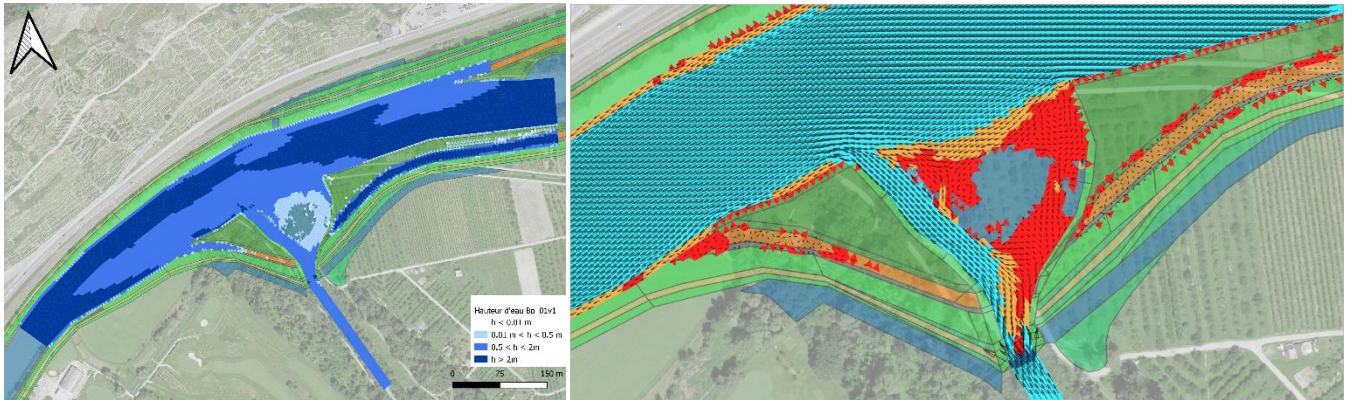 Hauteur d'eau Bo_01v1
h < 0.01 m
0.01 m < h < 0.5 m
0.5 < h < 2m
h > 2m
0 75 150 m